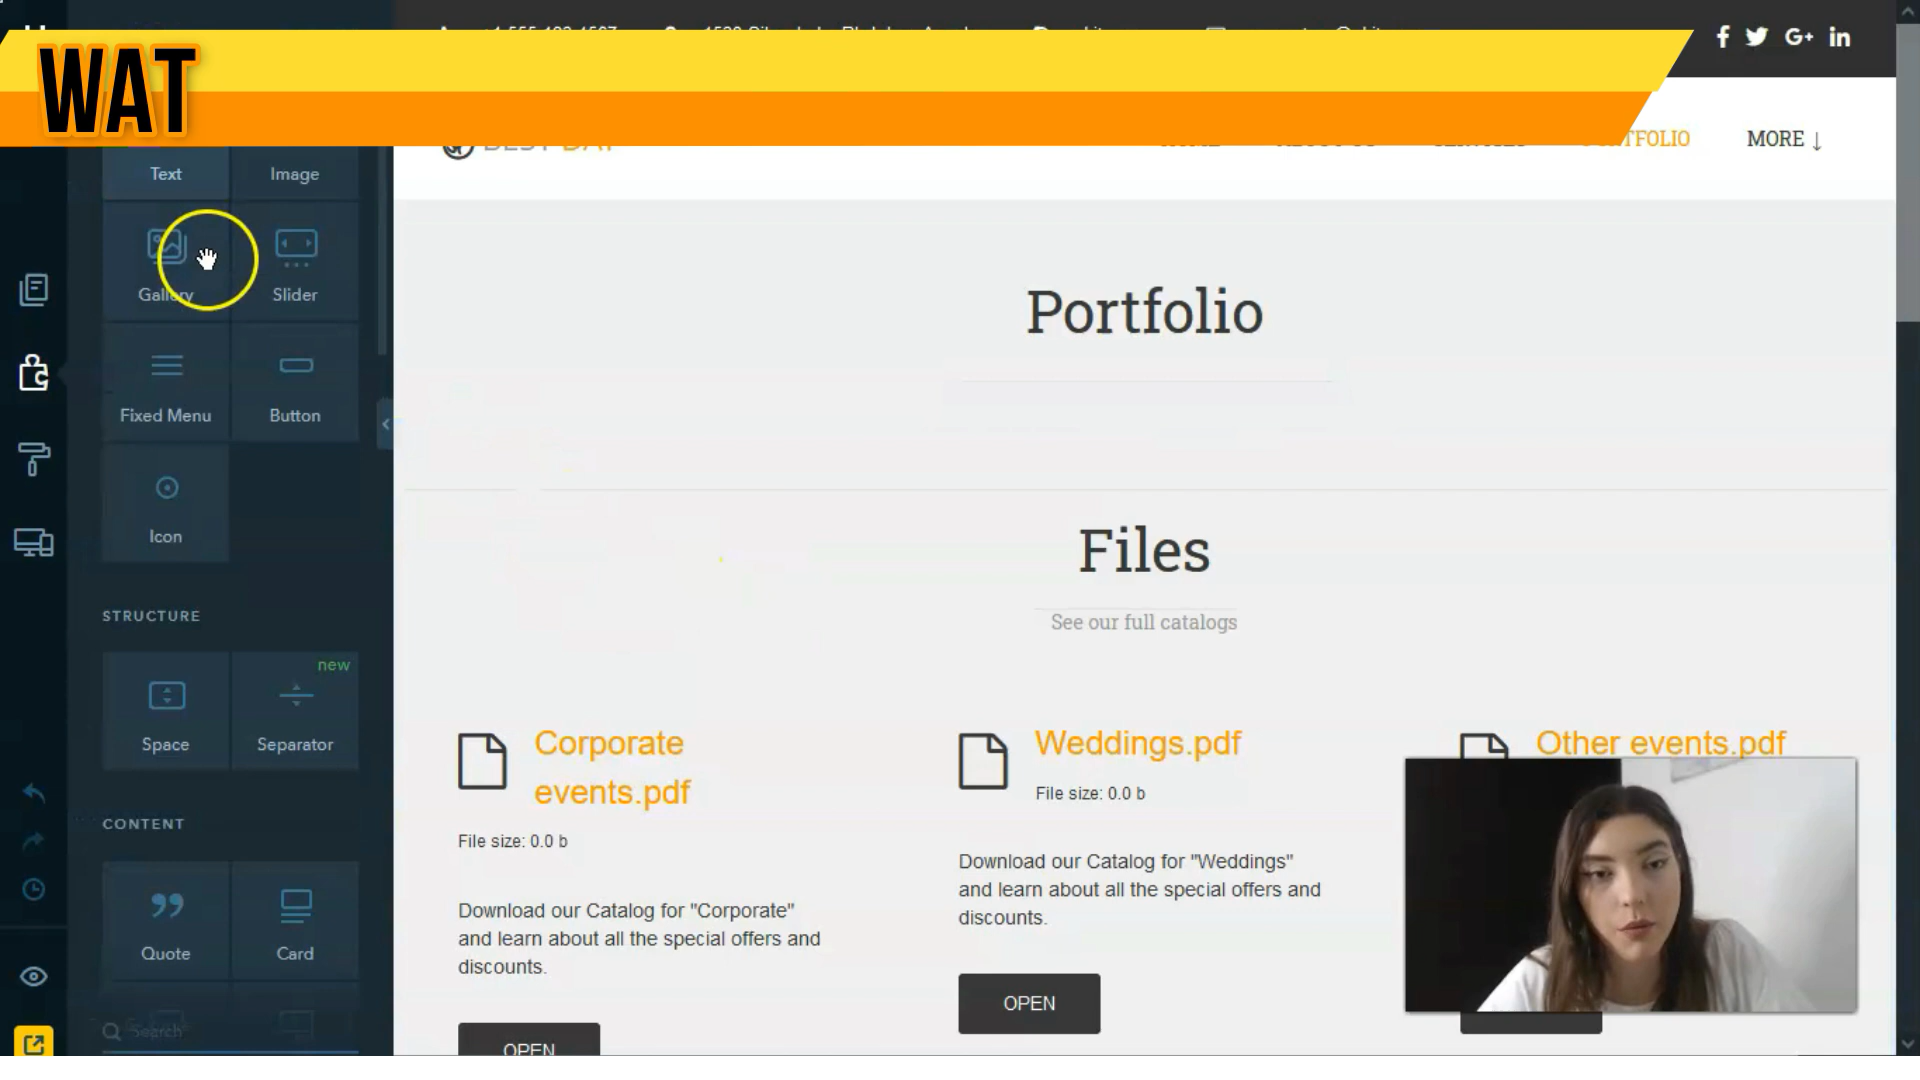 WAT
TFOLIO
MORE ↓
Text
Image
Gallery
Slider
Fixed Menu
Button
Icon
STRUCTURE
new
Space
Separator
CONTENT
Quote
Card
Search
Portfolio
Files
See our full catalogs
Corporate
events.pdf
File size: 0.0 b
Download our Catalog for "Corporate"
and learn about all the special offers and
discounts.
OPEN
Weddings.pdf
File size: 0.0 b
Download our Catalog for "Weddings"
and learn about all the special offers and
discounts.
OPEN
Other events.pdf